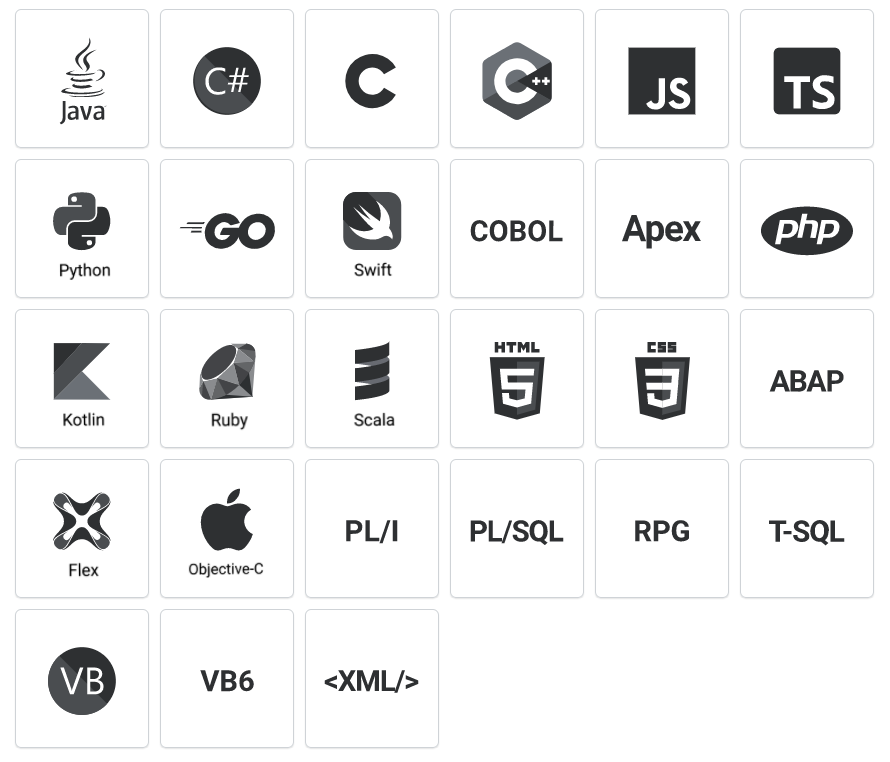 Java
C#
C
C++
JS
TS
Python
GO
Swift
COBOL
Apex
php
Kotlin
Ruby
Scala
HTML
5
CSS
3
ABAP
Flex
Objective-C
PL/I
PL/SQL
RPG
T-SQL
VB
VB6
<XML/>